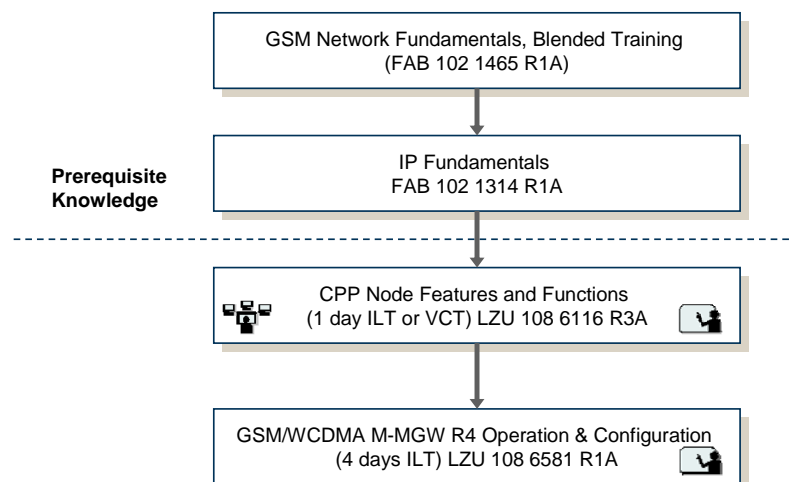 GSM Network Fundamentals, Blended Training
(FAB 102 1465 R1A)
IP Fundamentals
FAB 102 1314 R1A
Prerequisite
Knowledge
CPP Node Features and Functions
(1 day ILT or VCT) LZU 108 6116 R3A
GSM/WCDMA M-MGW R4 Operation & Configuration
(4 days ILT) LZU 108 6581 R1A